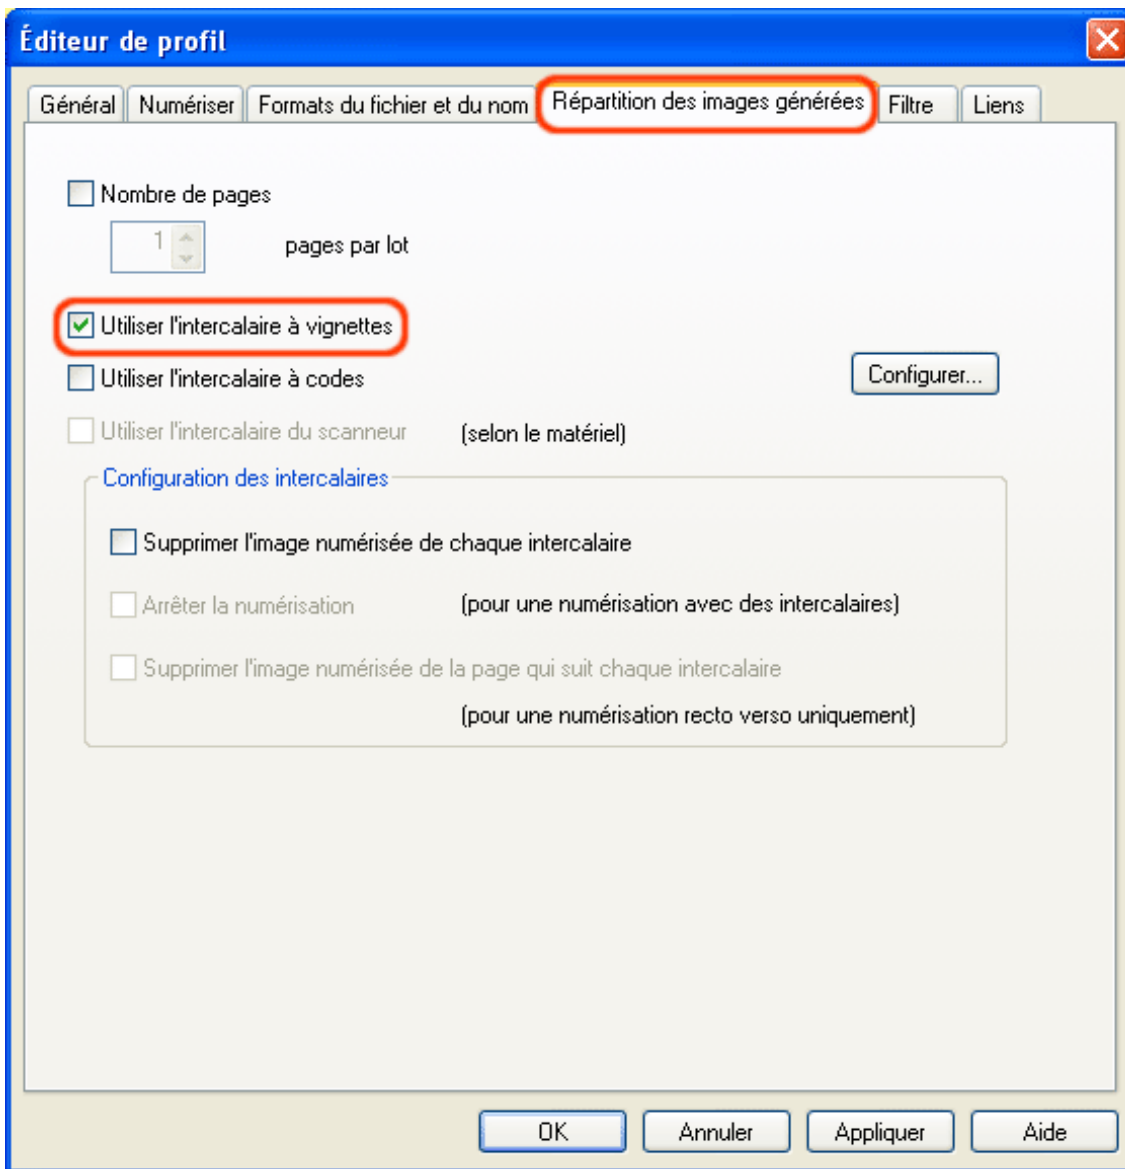 Éditeur de profil
Général Numériser Formats du fichier et du nom Répartition des images générées Filtre Liens
Nombre de pages
1 pages par lot
Utiliser l'intercalaire à vignettes
Utiliser l'intercalaire à codes Configurer...
Utiliser l'intercalaire du scanneur (selon le matériel)
Configuration des intercalaires
Supprimer l'image numérisée de chaque intercalaire
Arrêter la numérisation (pour une numérisation avec des intercalaires)
Supprimer l'image numérisée de la page qui suit chaque intercalaire
(pour une numérisation recto verso uniquement)
OK Annuler Appliquer Aide